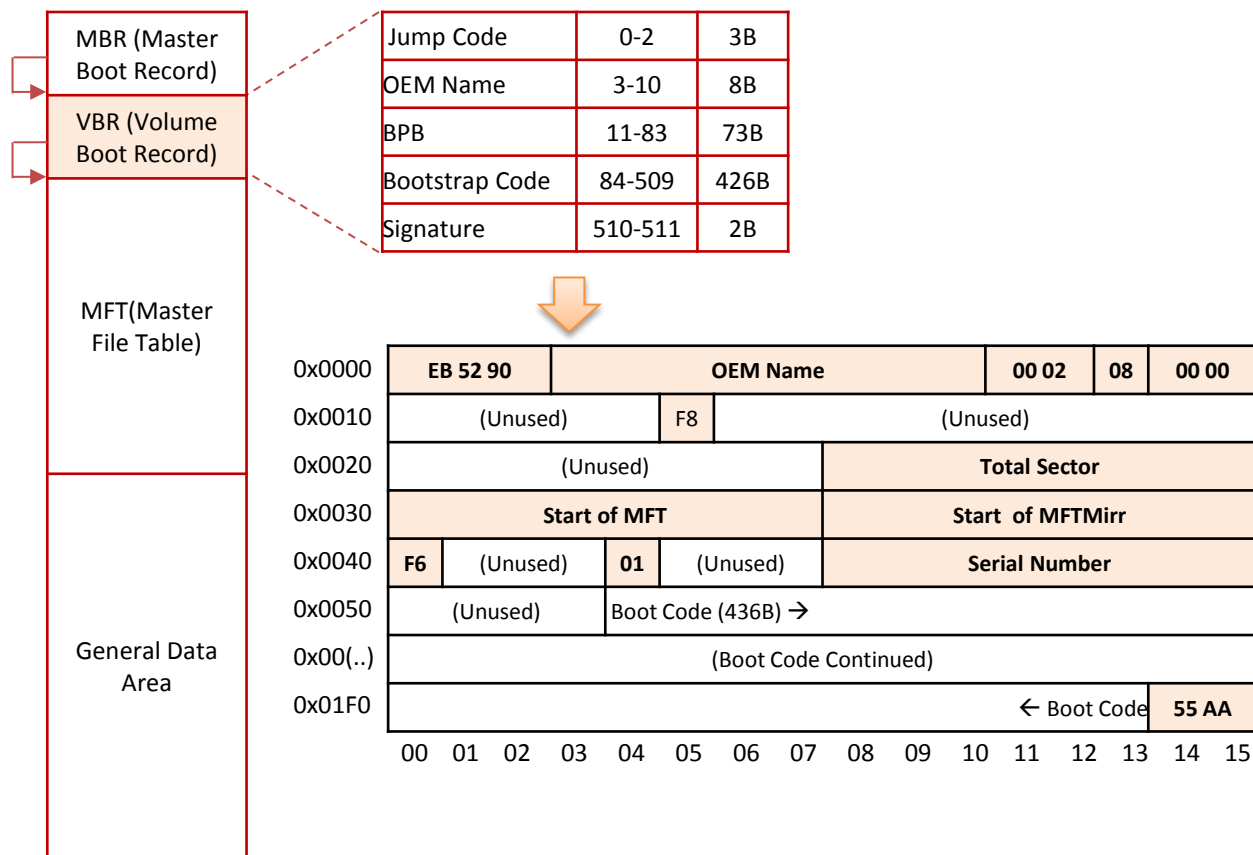 MBR (Master
Boot Record)
VBR (Volume
Boot Record)
MFT(Master
File Table)
General Data
Area
Jump Code 0-2 3B
OEM Name 3-10 8B
BPB 11-83 73B
Bootstrap Code 84-509 426B
Signature 510-511 2B
0x0000 EB 52 90 OEM Name 00 02 08 00 00
0x0010 (Unused) F8 (Unused)
0x0020 (Unused) Total Sector
0x0030 Start of MFT Start of MFTMirr
0x0040 F6 (Unused) 01 (Unused) Serial Number
0x0050 (Unused) Boot Code (436B) →
0x00(..) (Boot Code Continued)
0x01F0 ← Boot Code 55 AA
00 01 02 03 04 05 06 07 08 09 10 11 12 13 14 15